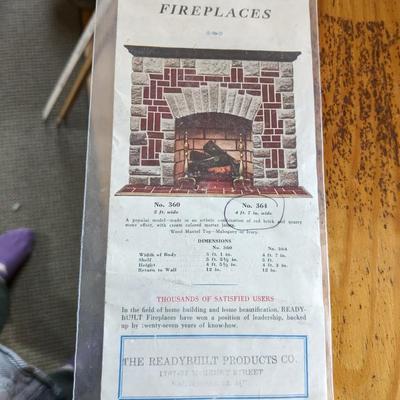 FIREPLACES
No. 360 No. 364
5 ft. wide 4 ft. 7 in. wide
A popular model—made in an artistic combination of red brick and quarry
stone effect, with cream colored mortar joints.
Wood Mantel Top—Mahogany or Ivory.
DIMENSIONS
No. 360 No. 364
Width of Body 5 ft. 1 in. 4 ft. 7 in.
Shelf 5 ft. 5½ in. 5 ft.
Height 4 ft. 5½ in. 4 ft. 3 in.
Return to Wall 12 in. 12 in.
THOUSANDS OF SATISFIED USERS
In the field of home building and home beautification, READY-
BUILT Fireplaces have won a position of leadership, backed
up by twenty-seven years of know-how.
THE READYBUILT PRODUCTS CO.
McHENRY STREET